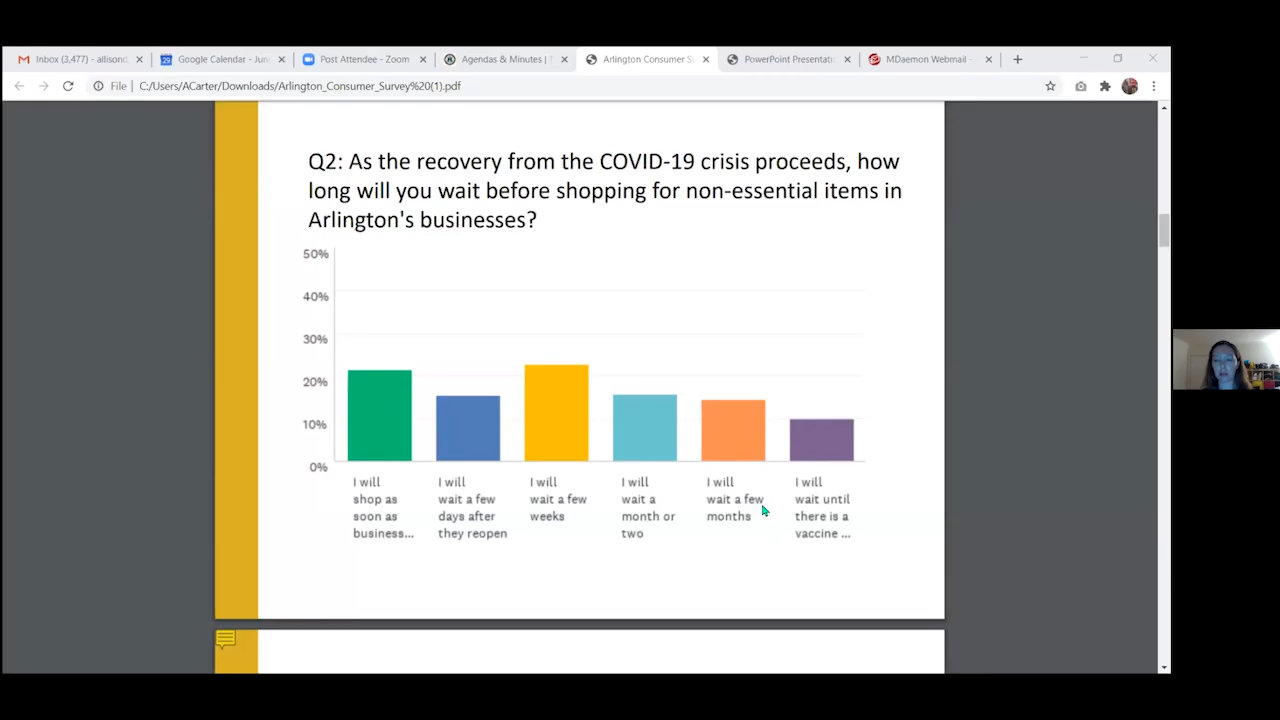 Inbox (3,477) - allisond
Google Calendar - Jun
Post Attendee - Zoom
Agendas & Minutes | T
Arlington Consumer S
PowerPoint Presentati
MDaemon Webmail -
File | C:/Users/ACarter/Downloads/Arlington_Consumer_Survey%20(1).pdf
Q2: As the recovery from the COVID-19 crisis proceeds, how
long will you wait before shopping for non-essential items in
Arlington's businesses?
50%
40%
30%
20%
10%
0%
I will
shop as
soon as
business...
I will
wait a few
days after
they reopen
I will
wait a few
weeks
I will
wait a
month or
two
I will
wait a few
months
I will
wait until
there is a
vaccine ...